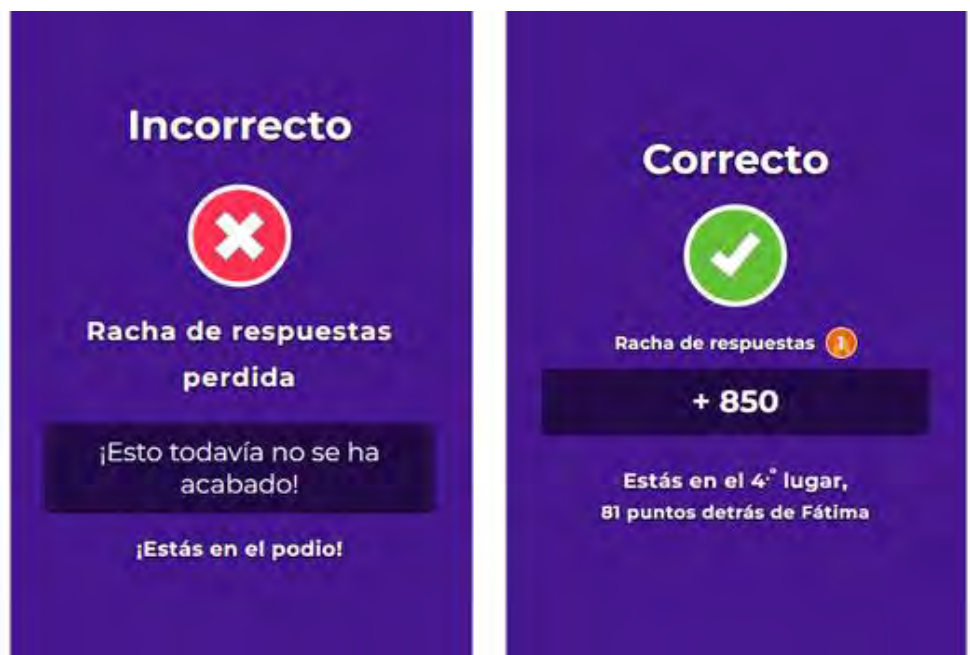 Incorrecto
Racha de respuestas
perdida
¡Esto todavía no se ha
acabado!
¡Estás en el podio!
Correcto
Racha de respuestas 1
+ 850
Estás en el 4.º lugar,
81 puntos detrás de Fátima